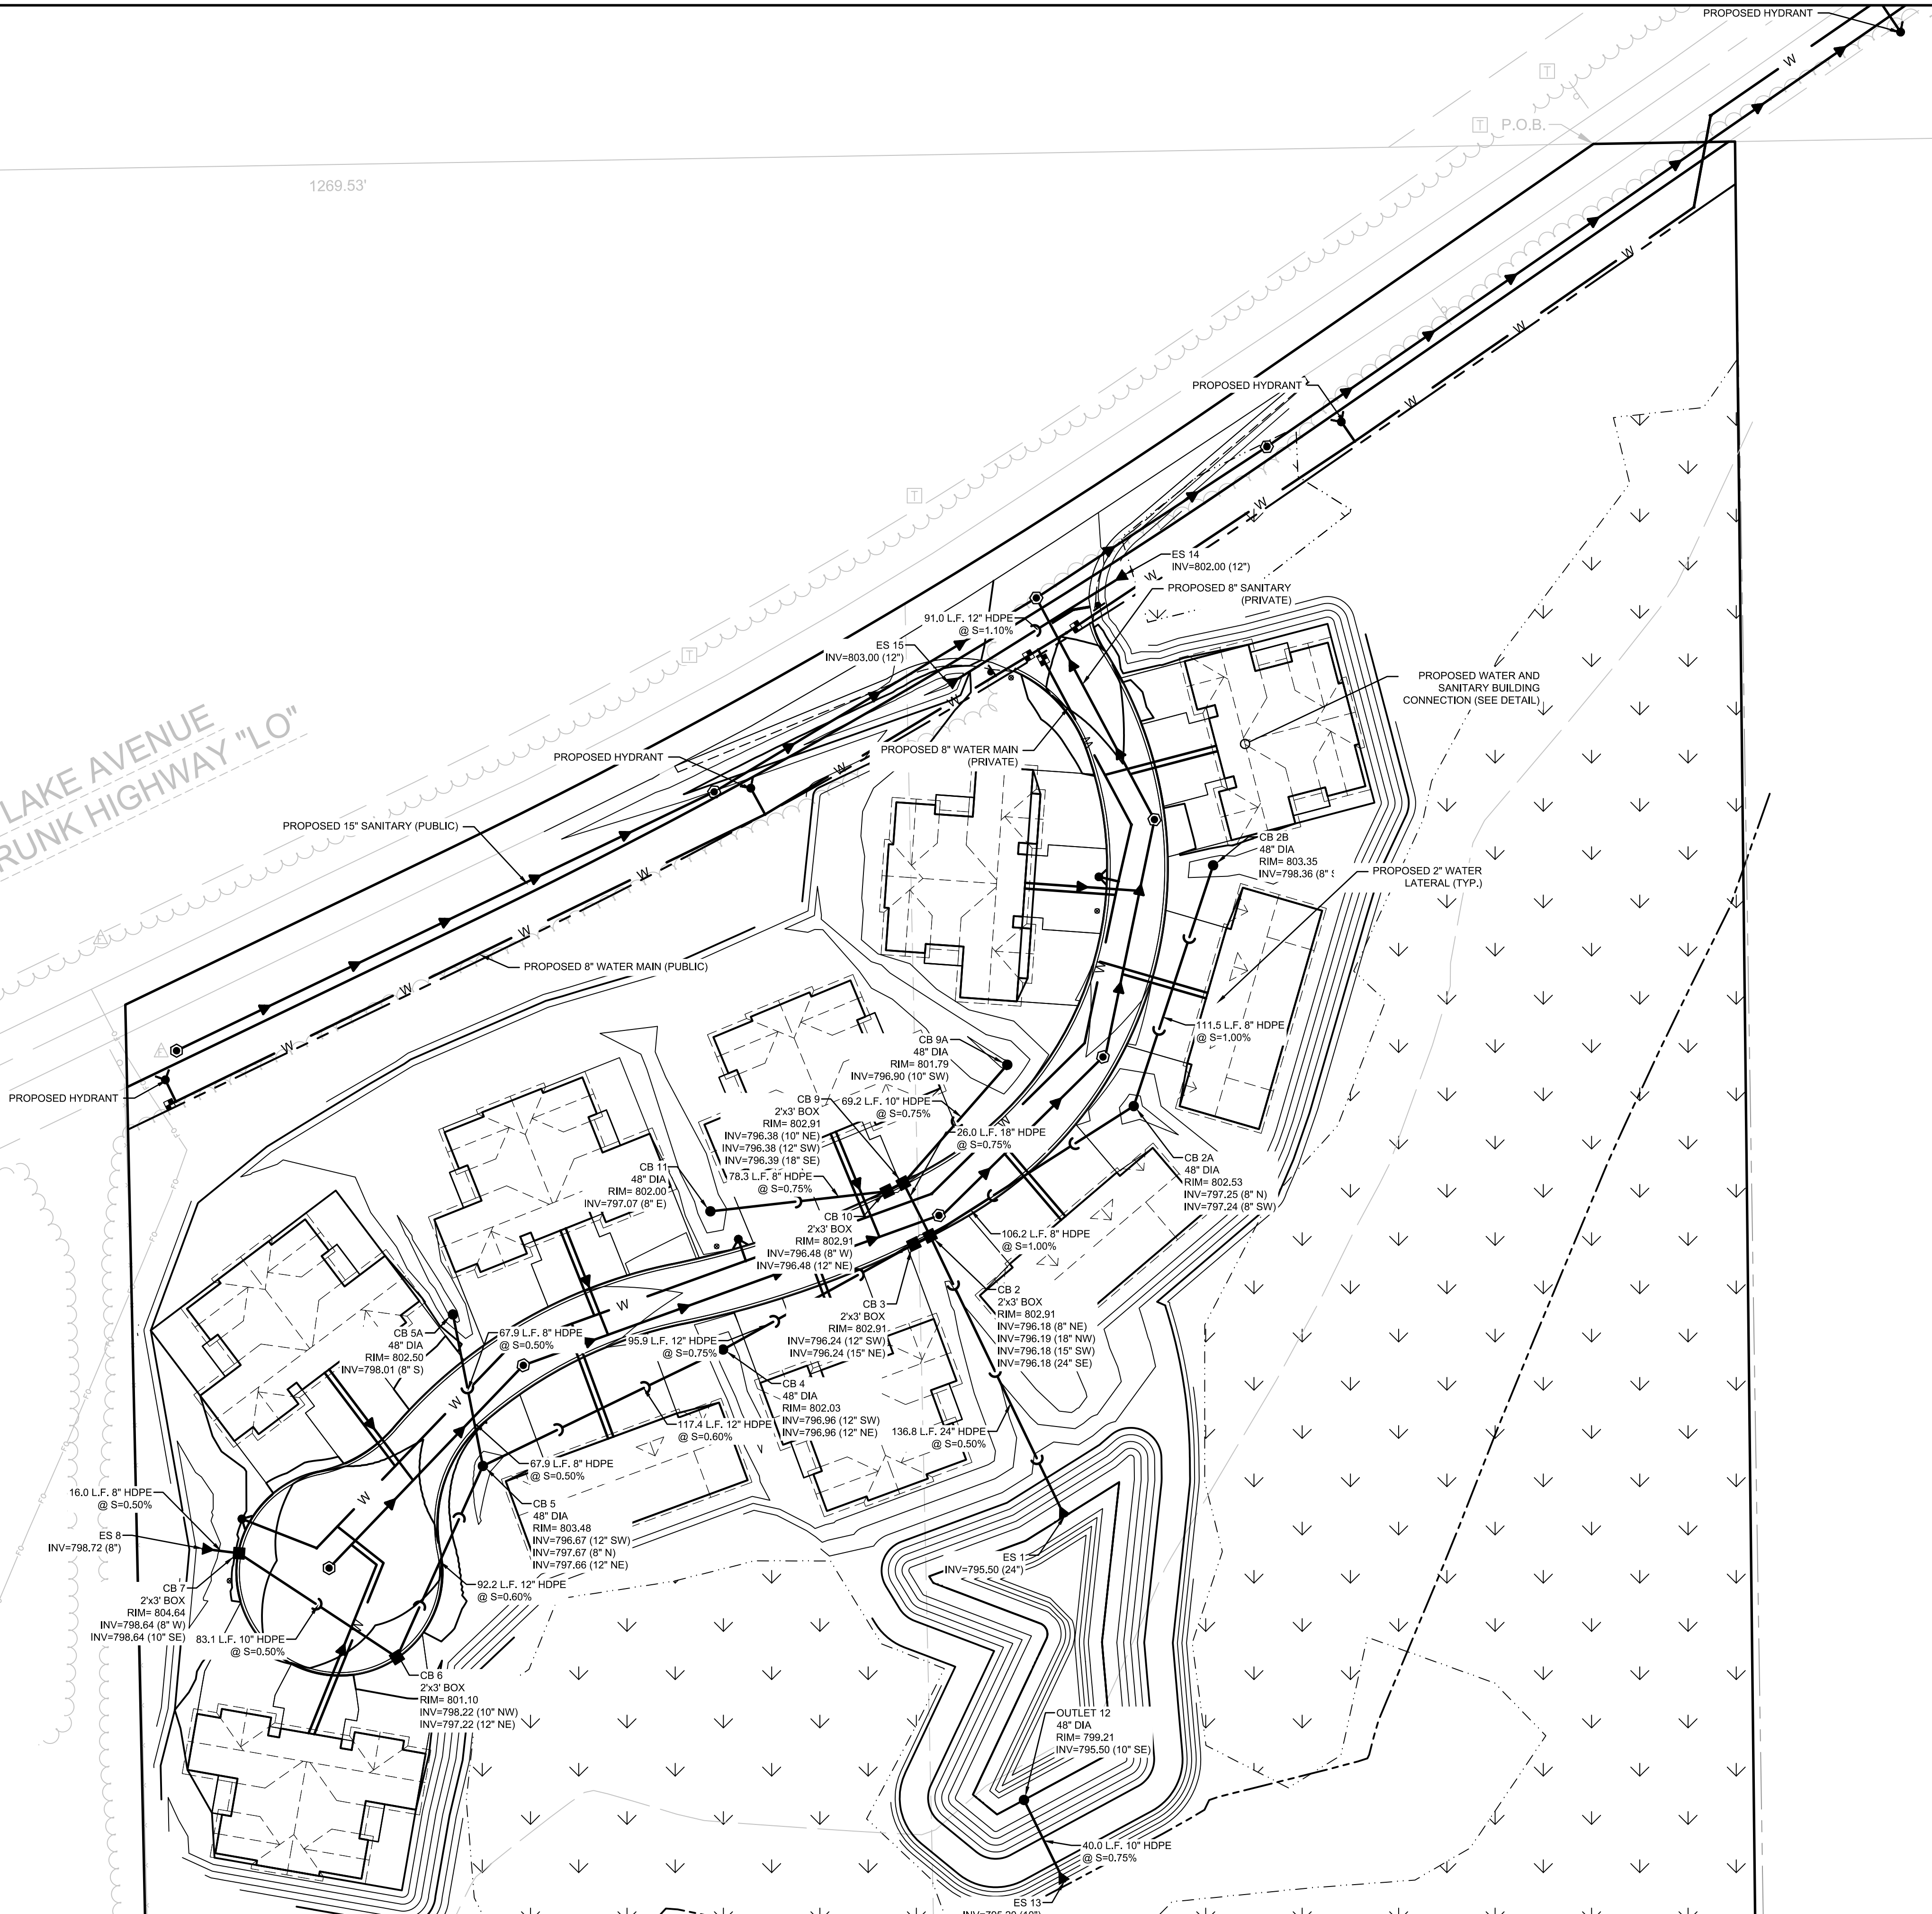 PROPOSED HYDRANT
T
T
P.O.B.
W
1269.53'
W
W
PROPOSED HYDRANT
W
T
W
ES 14
INV=802.00 (12")
W
PROPOSED 8" SANITARY
(PRIVATE)
91.0 L.F. 12" HDPE
@ S=1.10%
ES 15
INV=803.00 (12")
T
PROPOSED WATER AND
SANITARY BUILDING
CONNECTION (SEE DETAIL)
W
LAKE AVENUE
RUNK HIGHWAY "LO"
PROPOSED 8" WATER MAIN
(PRIVATE)
W
PROPOSED HYDRANT
W
PROPOSED 15" SANITARY (PUBLIC)
CB 2B
48" DIA
RIM= 803.35
INV=798.36 (8" S
PROPOSED 2" WATER
LATERAL (TYP.)
W
W
PROPOSED 8" WATER MAIN (PUBLIC)
W
W
W
111.5 L.F. 8" HDPE
@ S=1.00%
CB 9A
48" DIA
RIM= 801.79
INV=796.90 (10" SW)
PROPOSED HYDRANT
CB 9
2'x3' BOX
RIM= 802.91
INV=796.38 (10" NE)
INV=796.38 (12" SW)
INV=796.39 (18" SE)
69.2 L.F. 10" HDPE
@ S=0.75%
W
26.0 L.F. 18" HDPE
@ S=0.75%
CB 2A
48" DIA
RIM= 802.53
INV=797.25 (8" N)
INV=797.24 (8" SW)
CB 11
48" DIA
RIM= 802.00
INV=797.07 (8" E)
78.3 L.F. 8" HDPE
@ S=0.75%
CB 10
2'x3' BOX
RIM= 802.91
INV=796.48 (8" W)
INV=796.48 (12" NE)
106.2 L.F. 8" HDPE
@ S=1.00%
CB 2
2'x3' BOX
RIM= 802.91
INV=796.18 (8" NE)
INV=796.19 (18" NW)
INV=796.18 (15" SW)
INV=796.18 (24" SE)
CB 3
2'x3' BOX
RIM= 802.91
INV=796.24 (12" SW)
INV=796.24 (15" NE)
W
CB 5A
48" DIA
RIM= 802.50
INV=798.01 (8" S)
67.9 L.F. 8" HDPE
@ S=0.50%
95.9 L.F. 12" HDPE
@ S=0.75%
CB 4
48" DIA
RIM= 802.03
INV=796.96 (12" SW)
INV=796.96 (12" NE)
W
117.4 L.F. 12" HDPE
@ S=0.60%
136.8 L.F. 24" HDPE
@ S=0.50%
67.9 L.F. 8" HDPE
@ S=0.50%
16.0 L.F. 8" HDPE
@ S=0.50%
W
CB 5
48" DIA
RIM= 803.48
INV=796.67 (12" SW)
INV=797.67 (8" N)
INV=797.66 (12" NE)
ES 8
INV=798.72 (8")
ES 1
INV=795.50 (24")
92.2 L.F. 12" HDPE
@ S=0.60%
CB 7
2'x3' BOX
RIM= 804.64
INV=798.64 (8" W)
INV=798.64 (10" SE)
W
83.1 L.F. 10" HDPE
@ S=0.50%
CB 6
2'x3' BOX
RIM= 801.10
INV=798.22 (10" NW)
INV=797.22 (12" NE)
OUTLET 12
48" DIA
RIM= 799.21
INV=795.50 (10" SE)
40.0 L.F. 10" HDPE
@ S=0.75%
ES 13